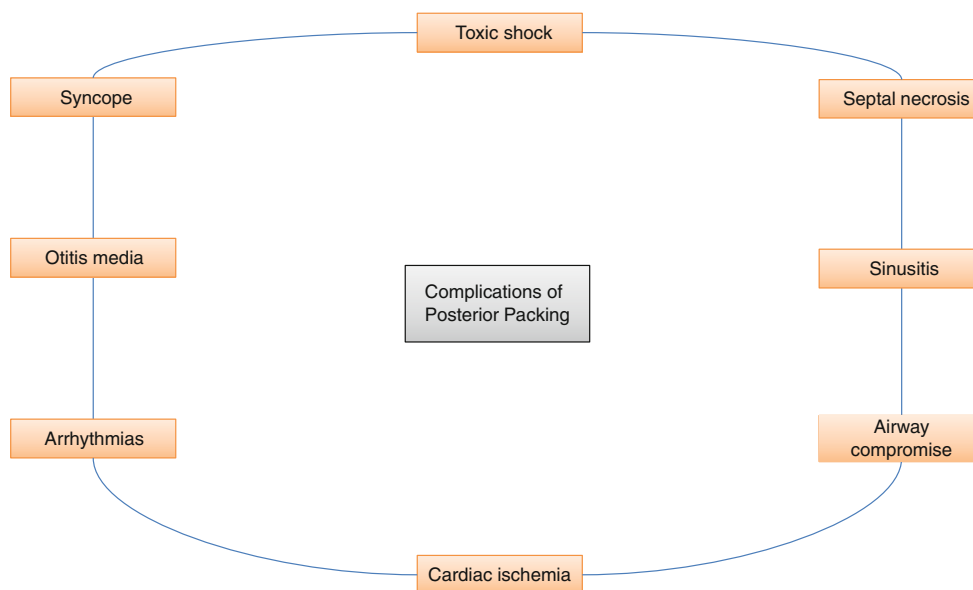 Toxic shock
Syncope
Septal necrosis
Otitis media
Sinusitis
Complications of
Posterior Packing
Arrhythmias
Airway
compromise
Cardiac ischemia